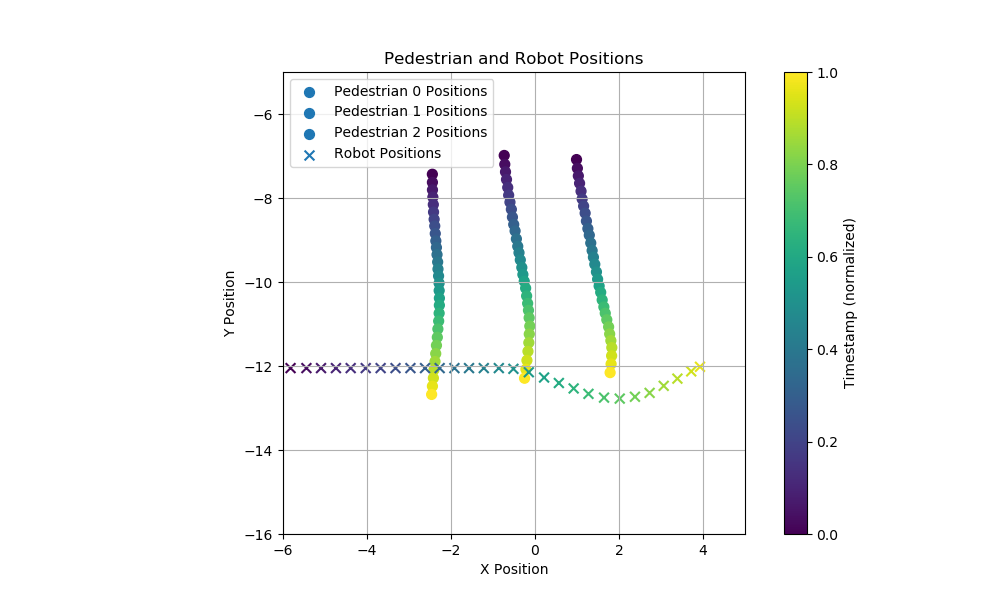 Pedestrian and Robot Positions
Pedestrian 0 Positions
Pedestrian 1 Positions
Pedestrian 2 Positions
Robot Positions
−6
−8
−10
−12
−14
−16
Y Position
−6
−4
−2
0
2
4
X Position
1.0
0.8
0.6
0.4
0.2
0.0
Timestamp (normalized)